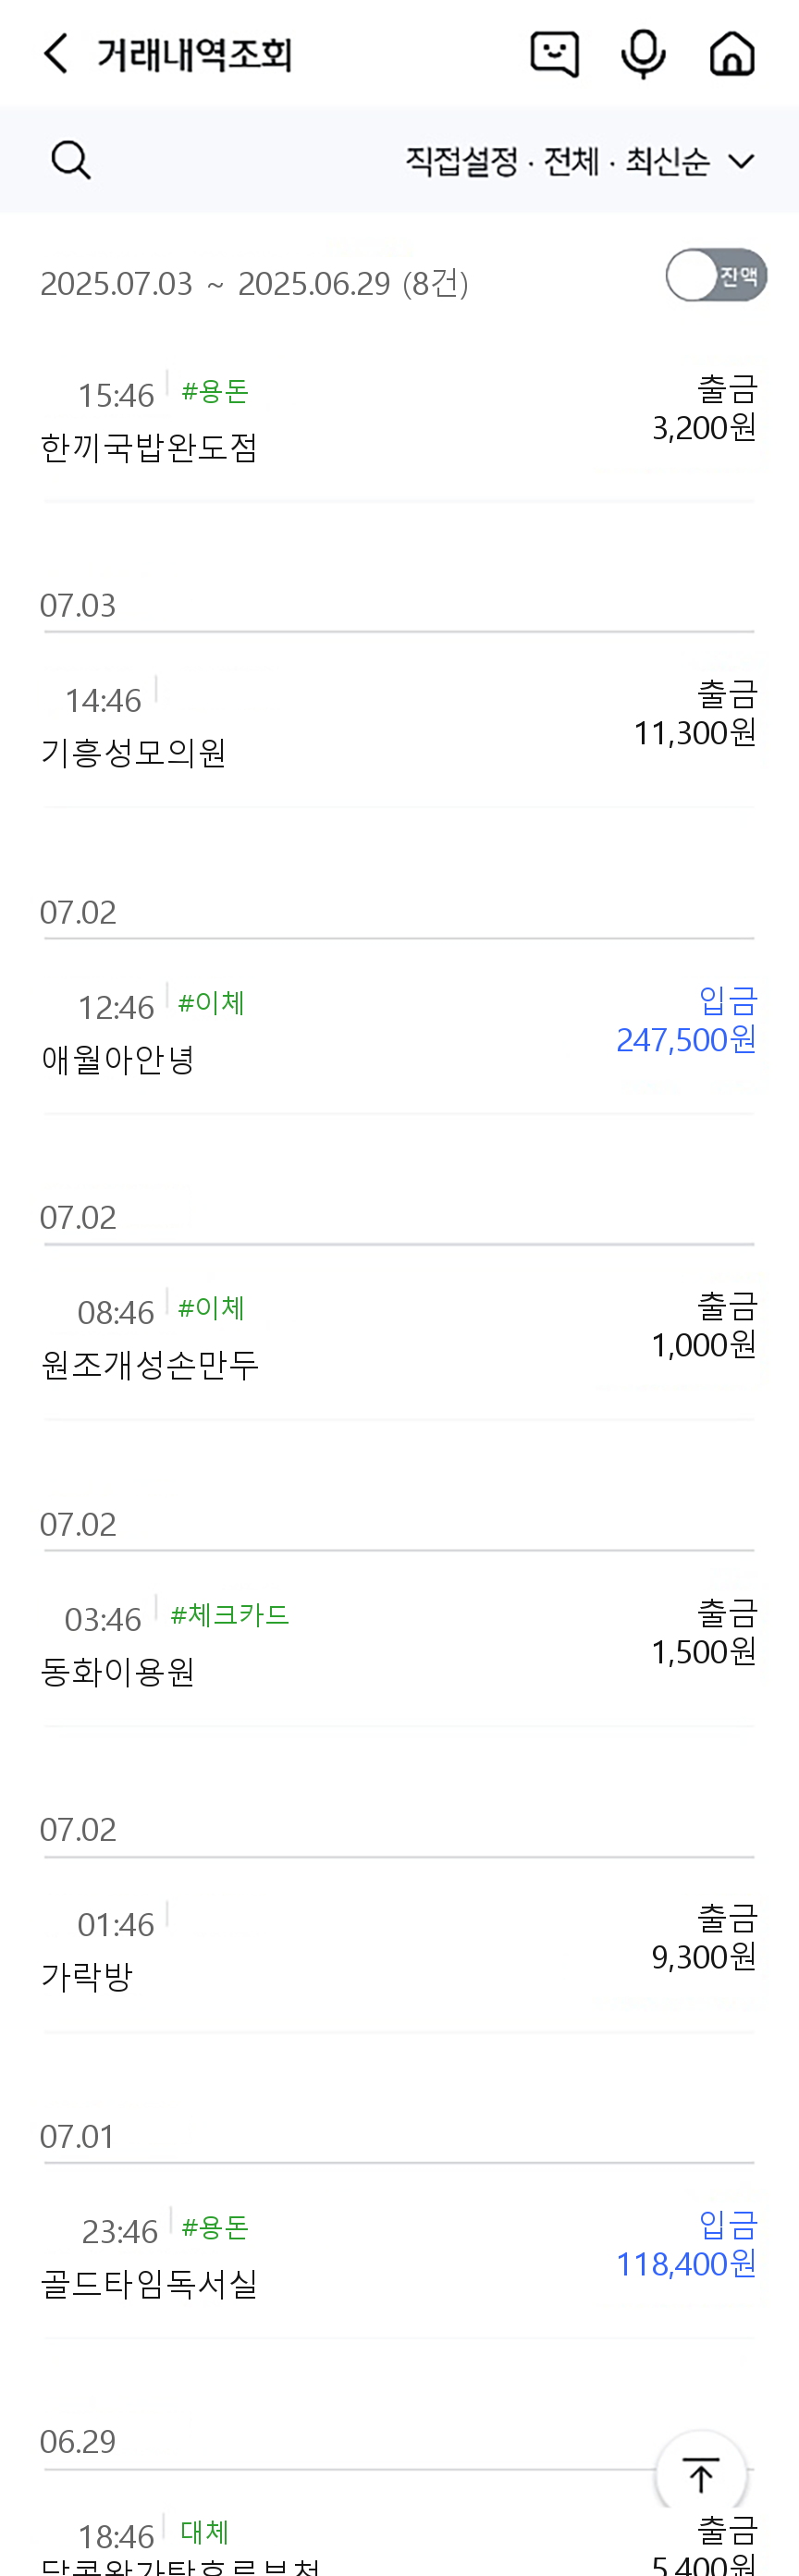 거래내역조회
직접설정 · 전체 · 최신순
2025.07.03 ~ 2025.06.29 (8건)
잔액
15:46 #용돈 출금
한끼국밥완도점 3,200원
07.03
14:46 출금
기흥성모의원 11,300원
07.02
12:46 #이체 입금
애월아안녕 247,500원
07.02
08:46 #이체 출금
원조개성손만두 1,000원
07.02
03:46 #체크카드 출금
동화이용원 1,500원
07.02
01:46 출금
가락방 9,300원
07.01
23:46 #용돈 입금
골드타임독서실 118,400원
06.29
18:46 대체 출금
5,400원